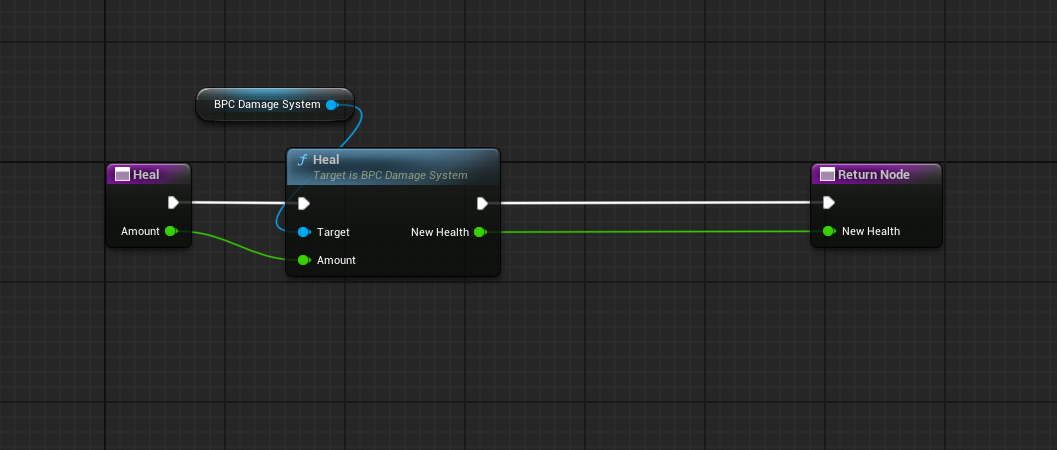 BPC Damage System
Heal
Amount
Heal
Target is BPC Damage System
Target
New Health
Amount
Return Node
New Health